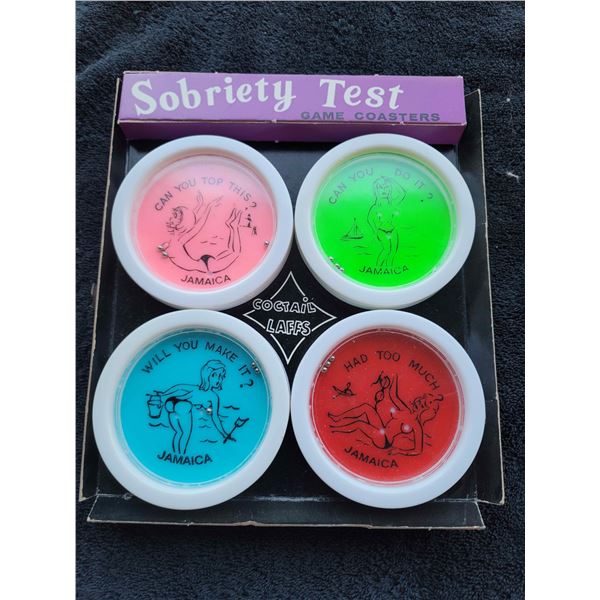 Sobriety Test
GAME COASTERS
CAN YOU TOP THIS?
JAMAICA
CAN YOU DO IT?
JAMAICA
COCTAIL
LAFFS
WILL YOU MAKE IT?
JAMAICA
HAD TOO MUCH?
JAMAICA